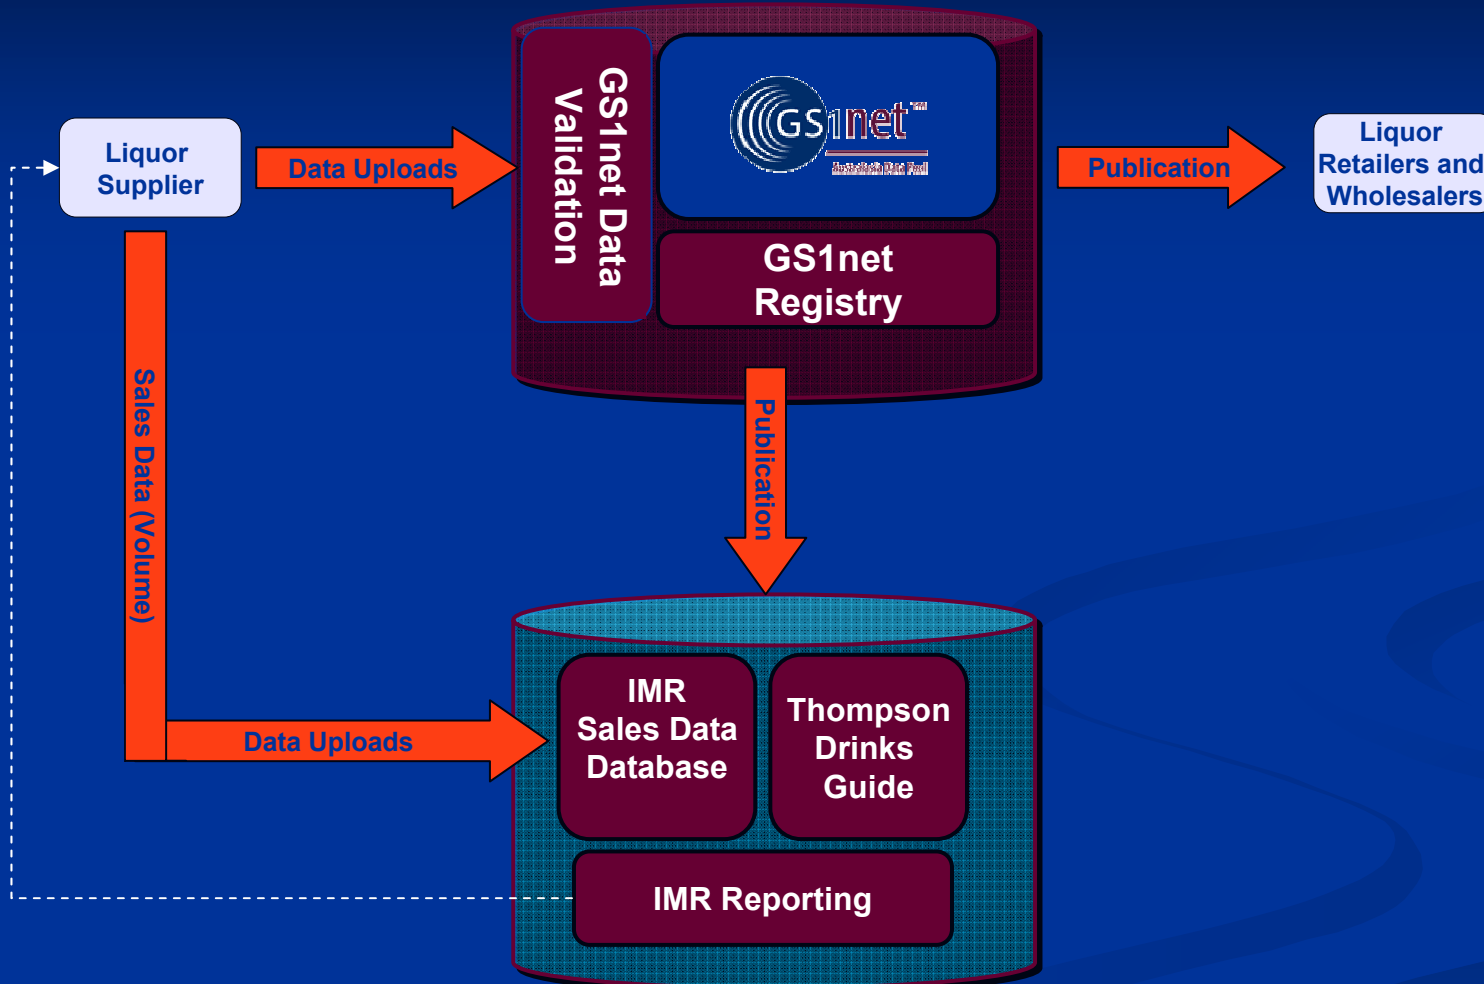 Liquor
Supplier
Data Uploads
GS1net Data
Validation
GS1net™
GS1net
Registry
Publication
Liquor
Retailers and
Wholesalers
Sales Data (Volume)
Publication
Data Uploads
IMR
Sales Data
Database
Thompson
Drinks
Guide
IMR Reporting